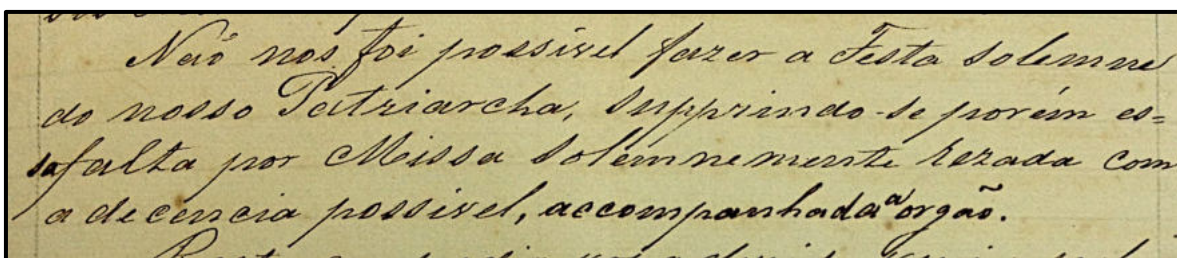 Naõ nos foi possivel fazer a Festa Solemne
do nosso Patriarcha, supprindo-se porém es=
sa falta por Missa Solemnemente rezada com
a decencia possivel, accompanhada a orgão.